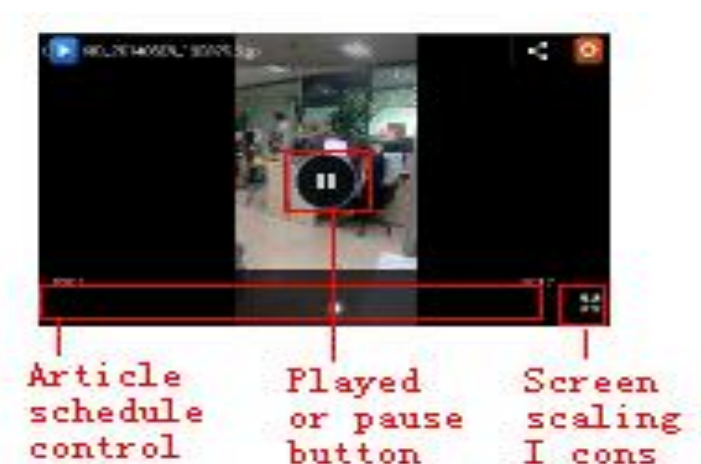 Article
schedule
control
Played
or pause
button
Screen
scaling
I cons